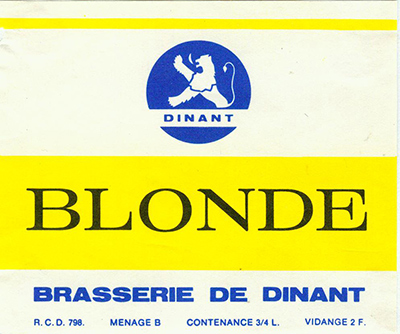 DINANT
BLONDE
BRASSERIE DE DINANT
R.C.D. 798. MENAGE B CONTENANCE 3/4 L. VIDANGE 2 F.